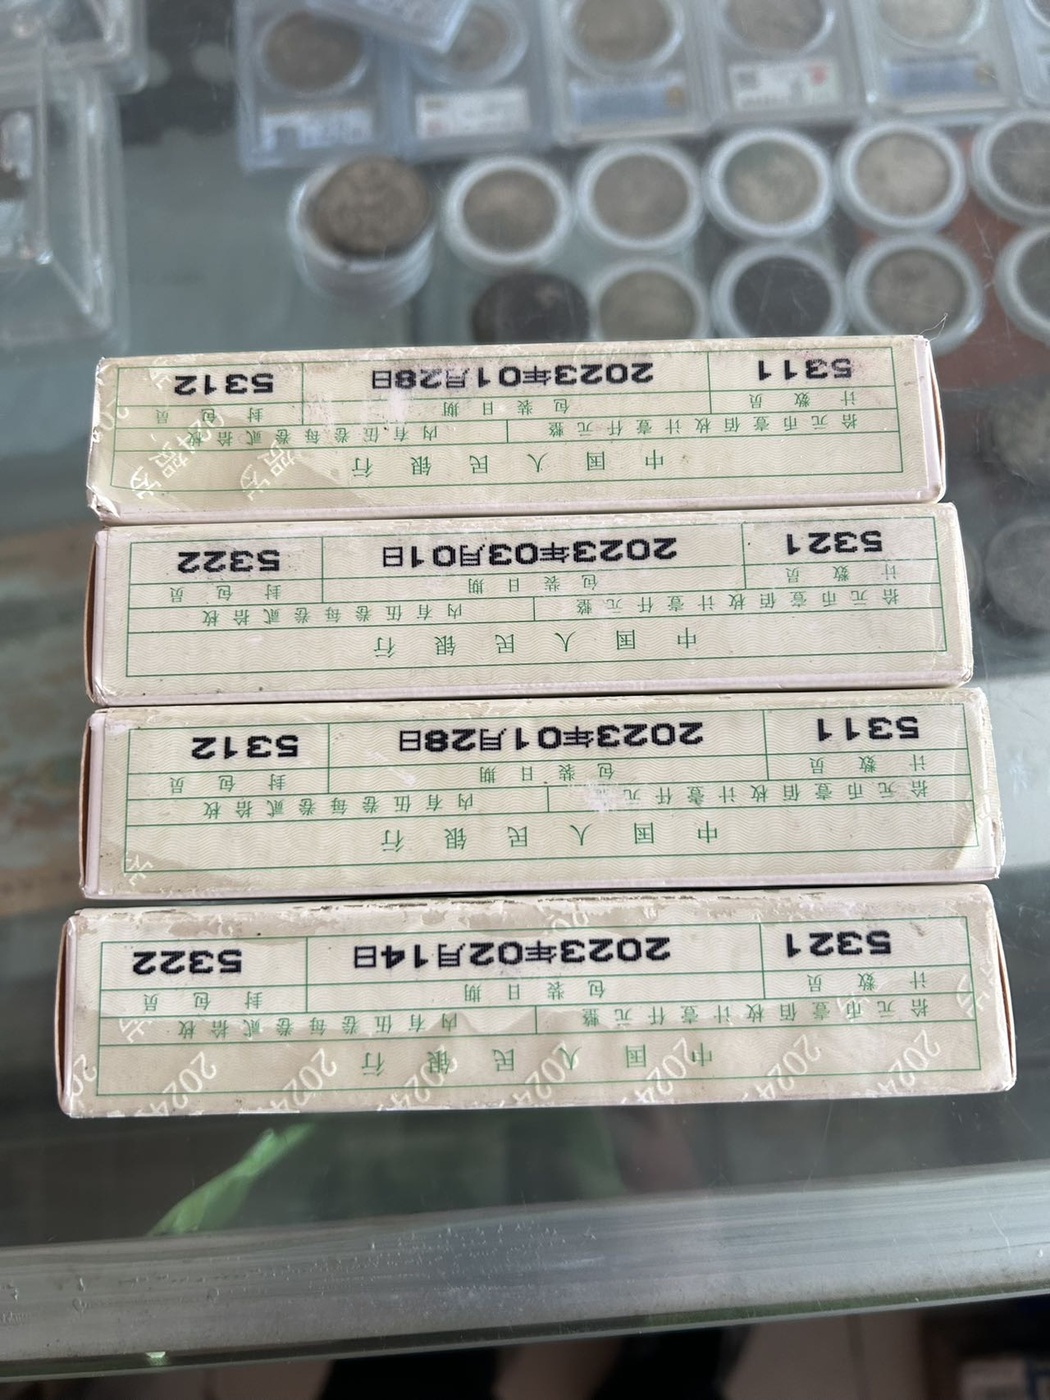 中国人民银行
拾元币壹佰枚计壹仟元整 内有伍卷每卷贰拾枚
计数员 包装日期 封包员
5321 2023年02月14日 5322
中国人民银行
拾元币壹佰枚计壹仟元 内有伍卷每卷贰拾枚
计数员 包装日期 封包员
5311 2023年01月28日 5312
中国人民银行
拾元币壹佰枚计壹仟元整 内有伍卷每卷贰拾枚
计数员 包装日期 封包员
5321 2023年03月01日 5322
中国人民银行
拾元币壹佰枚计壹仟元整 内有伍卷每卷贰拾枚
计数员 包装日期 封包员
5311 2023年01月28日 5312